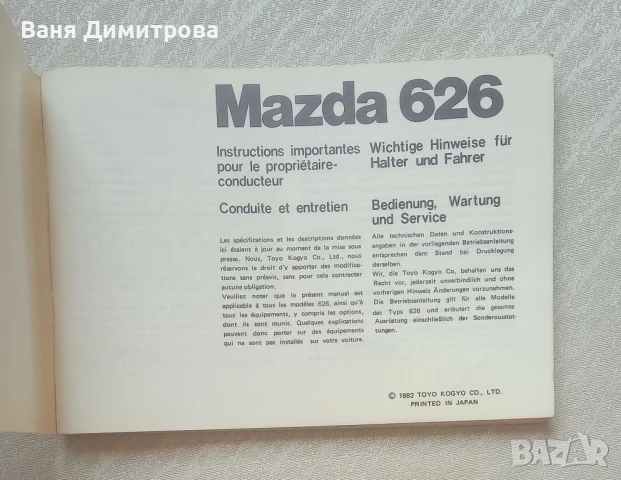 Ваня Димитрова
Mazda 626
Instructions importantes
pour le propriétaire-
conducteur
Conduite et entretien
Les spécifications et les descriptions données
ici étaient à jour au moment de la mise sous
presse. Nous, Toyo Kogyo Co., Ltd., nous
réservons le droit d'y apporter des modifica-
tions sans préavis, sans pour cela contracter
aucune obligation.
Veuillez noter que le présent manuel est
applicable à tous les modèles 626, ainsi qu'à
tous les équipements, y compris les options,
dont ils sont munis. Quelques explications
peuvent donc porter sur des équipements
qui ne sont pas installés sur votre voiture.
Wichtige Hinweise für
Halter und Fahrer
Bedienung, Wartung
und Service
Alle technischen Daten und Konstruktions-
angaben in der vorliegenden Betriebsanleitung
entsprechen dem Stand bei Drucklegung
derselben.
Wir, die Toyo Kogyo Co, behalten uns das
Recht vor, jederzeit unverbindlich und ohne
vorherigen Hinweis Änderungen vorzunehmen.
Die Betriebsanleitung gilt für alle Modelle
des Typs 626 und erläutert die gesamte
Ausrüstung einschließlich der Sonderausstat-
tungen.
© 1982 TOYO KOGYO CO., LTD.
PRINTED IN JAPAN
BAZAR